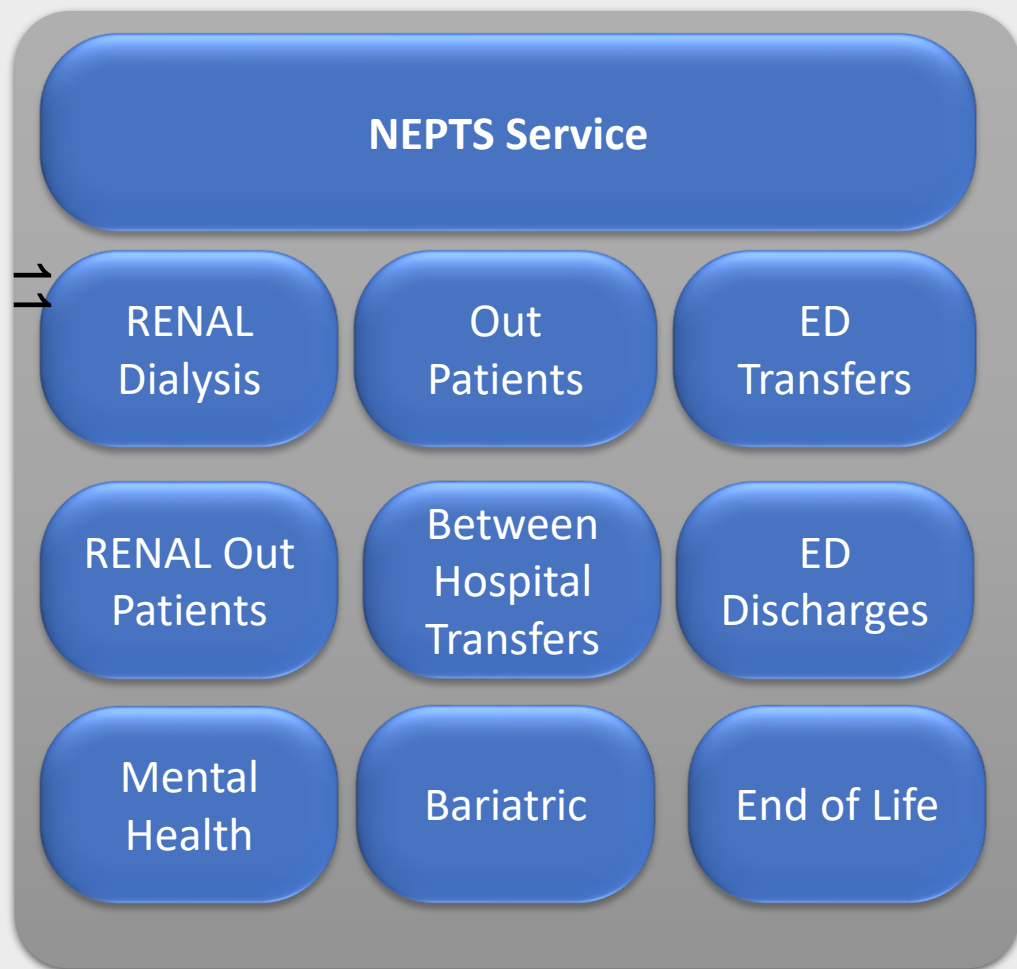 NEPTS Service
RENAL
Dialysis
Out
Patients
ED
Transfers
RENAL Out
Patients
Between
Hospital
Transfers
ED
Discharges
Mental
Health
Bariatric
End of Life